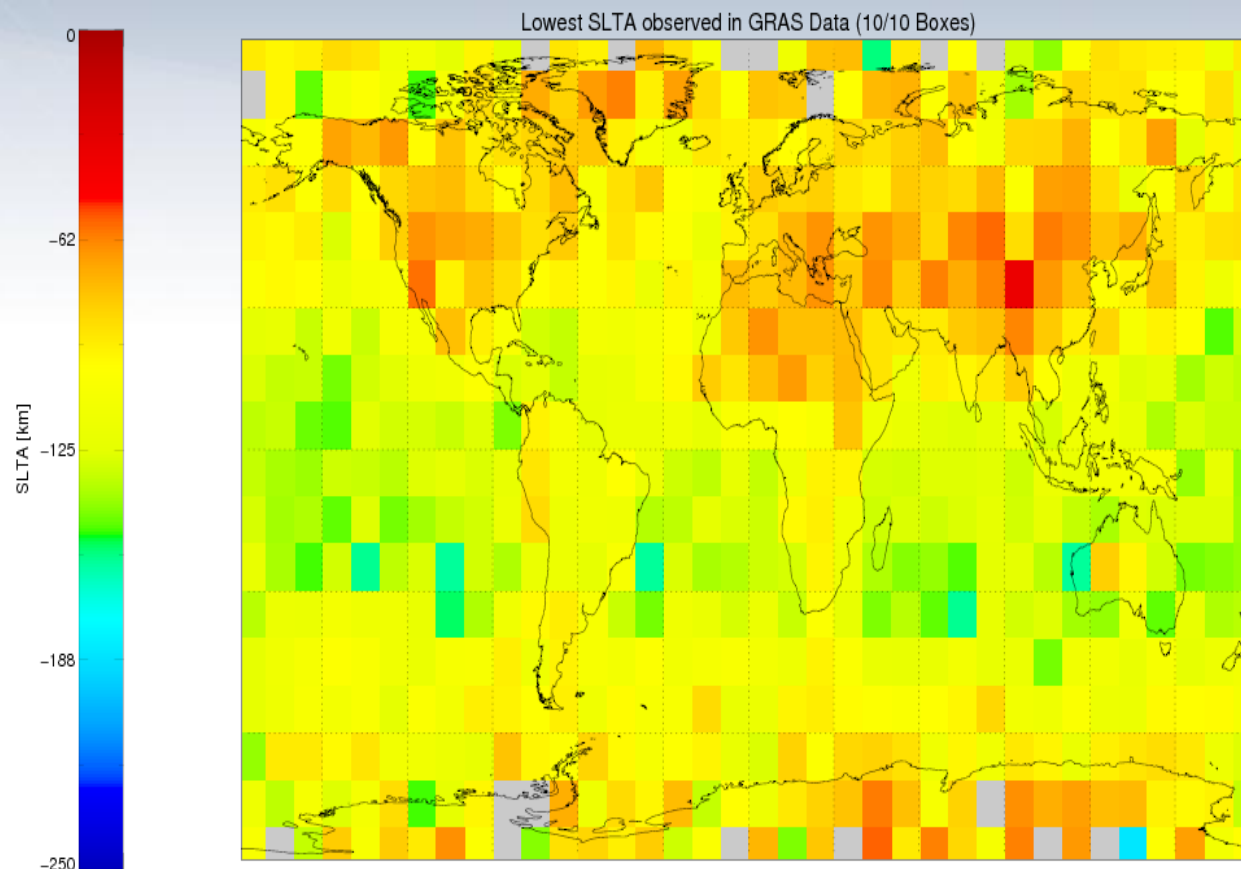 Lowest SLTA observed in GRAS Data (10/10 Boxes)
0
−62
−125
−188
−250
SLTA [km]